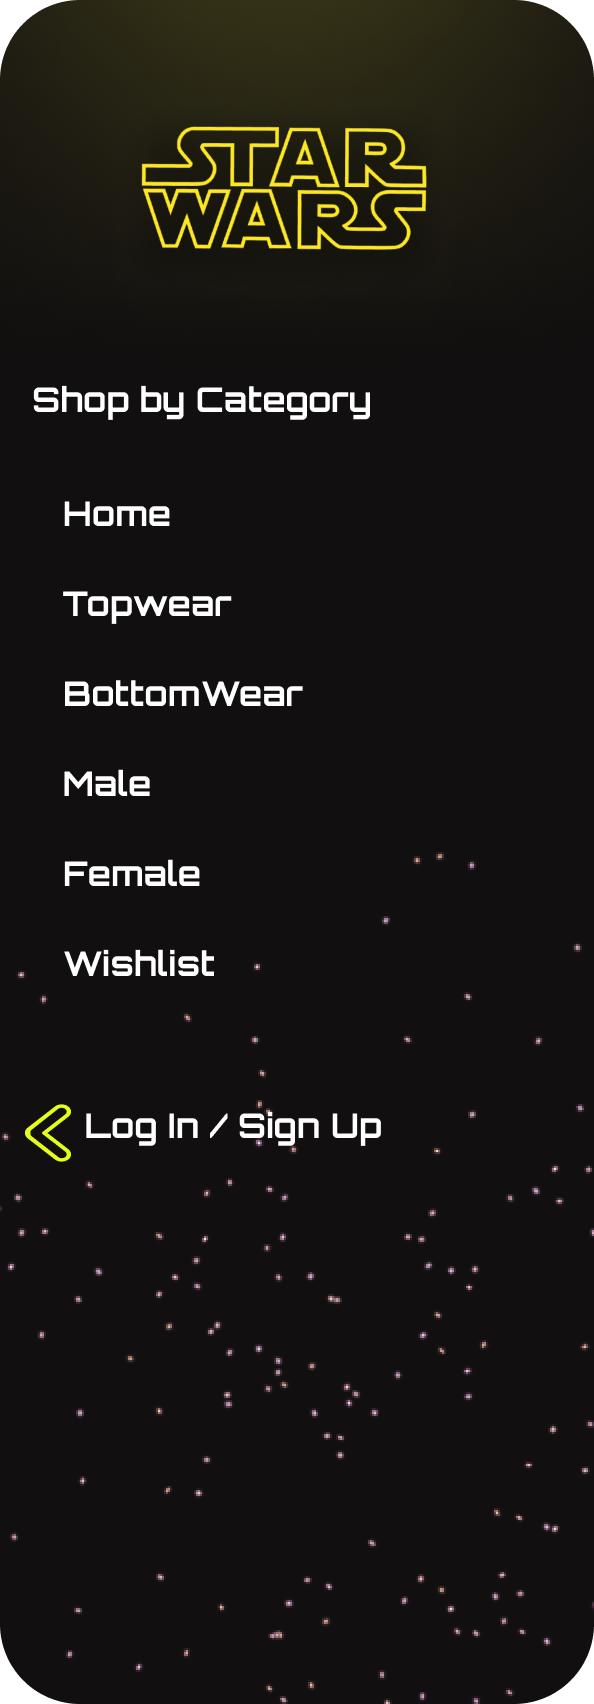 STAR
WARS
Shop by Category
Home
Topwear
BottomWear
Male
Female
Wishlist
Log In / Sign Up